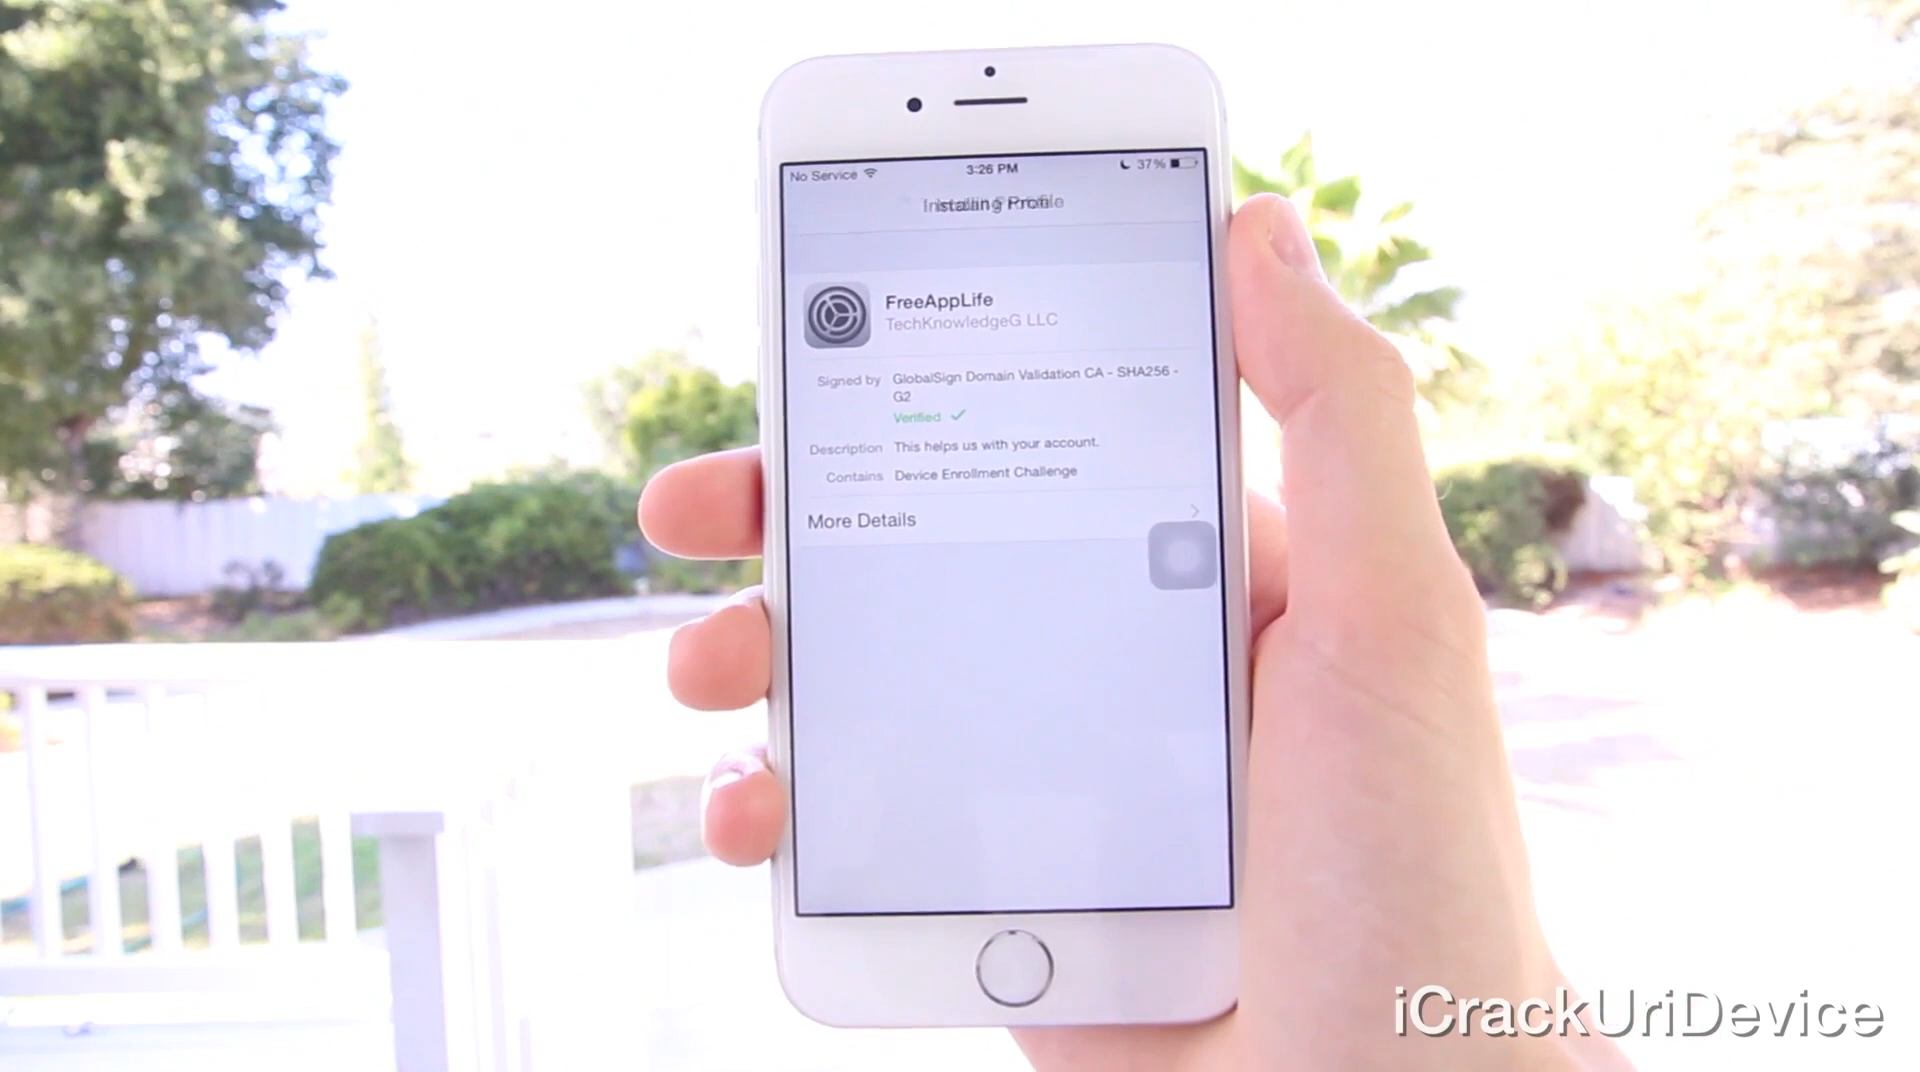 No Service
3:26 PM
37%
Installing Profile
FreeAppLife
TechKnowledgeG LLC
Signed by GlobalSign Domain Validation CA - SHA256 -
G2
Verified
Description This helps us with your account.
Contains Device Enrollment Challenge
More Details
iCrackUriDevice